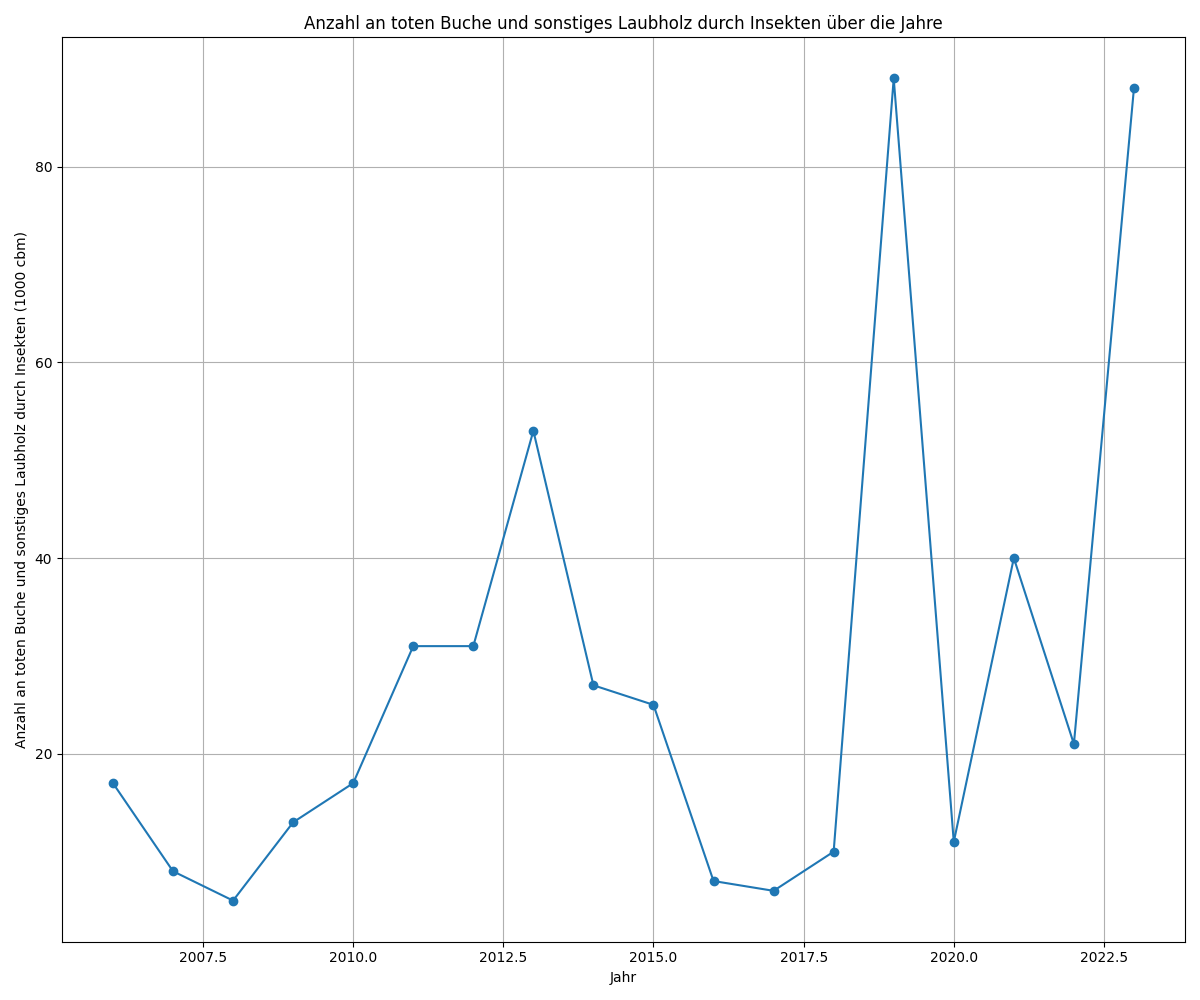 Anzahl an toten Buche und sonstiges Laubholz durch Insekten über die Jahre
Anzahl an toten Buche und sonstiges Laubholz durch Insekten (1000 cbm)
80
60
40
20
2007.5 2010.0 2012.5 2015.0 2017.5 2020.0 2022.5
Jahr